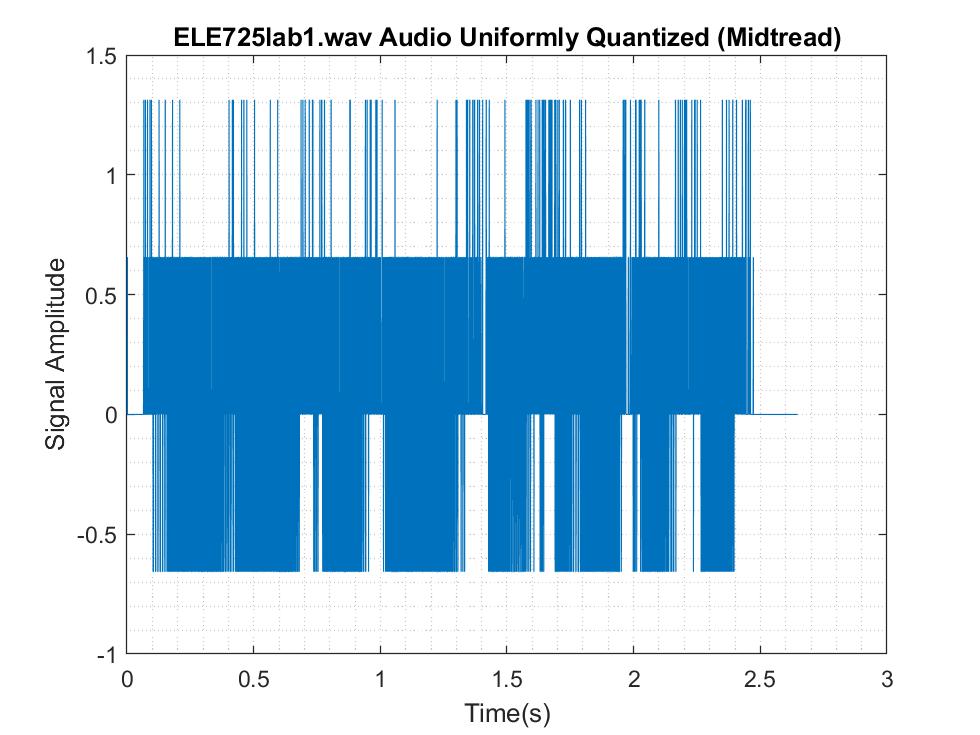 ELE725lab1.wav Audio Uniformly Quantized (Midtread)
1.5
1
0.5
0
-0.5
-1
Signal Amplitude
0 0.5 1 1.5 2 2.5 3
Time(s)